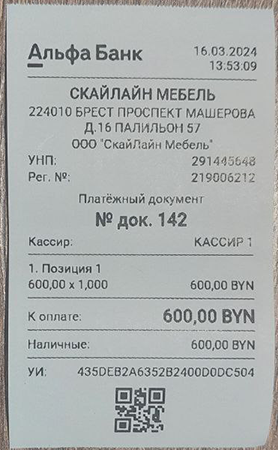 Альфа Банк
16.03.2024
13:53:09
СКАЙЛАЙН МЕБЕЛЬ
224010 БРЕСТ ПРОСПЕКТ МАШЕРОВА
Д.16 ПАЛИЛЬОН 57
ООО "СкайЛайн Мебель"
УНП: 291445648
Рег. №: 219006212
Платёжный документ
№ док. 142
Кассир: КАССИР 1
1. Позиция 1
600,00 x 1,000 600,00 BYN
К оплате: 600,00 BYN
Наличные: 600,00 BYN
УИ: 435DEB2A6352B2400D0DC504